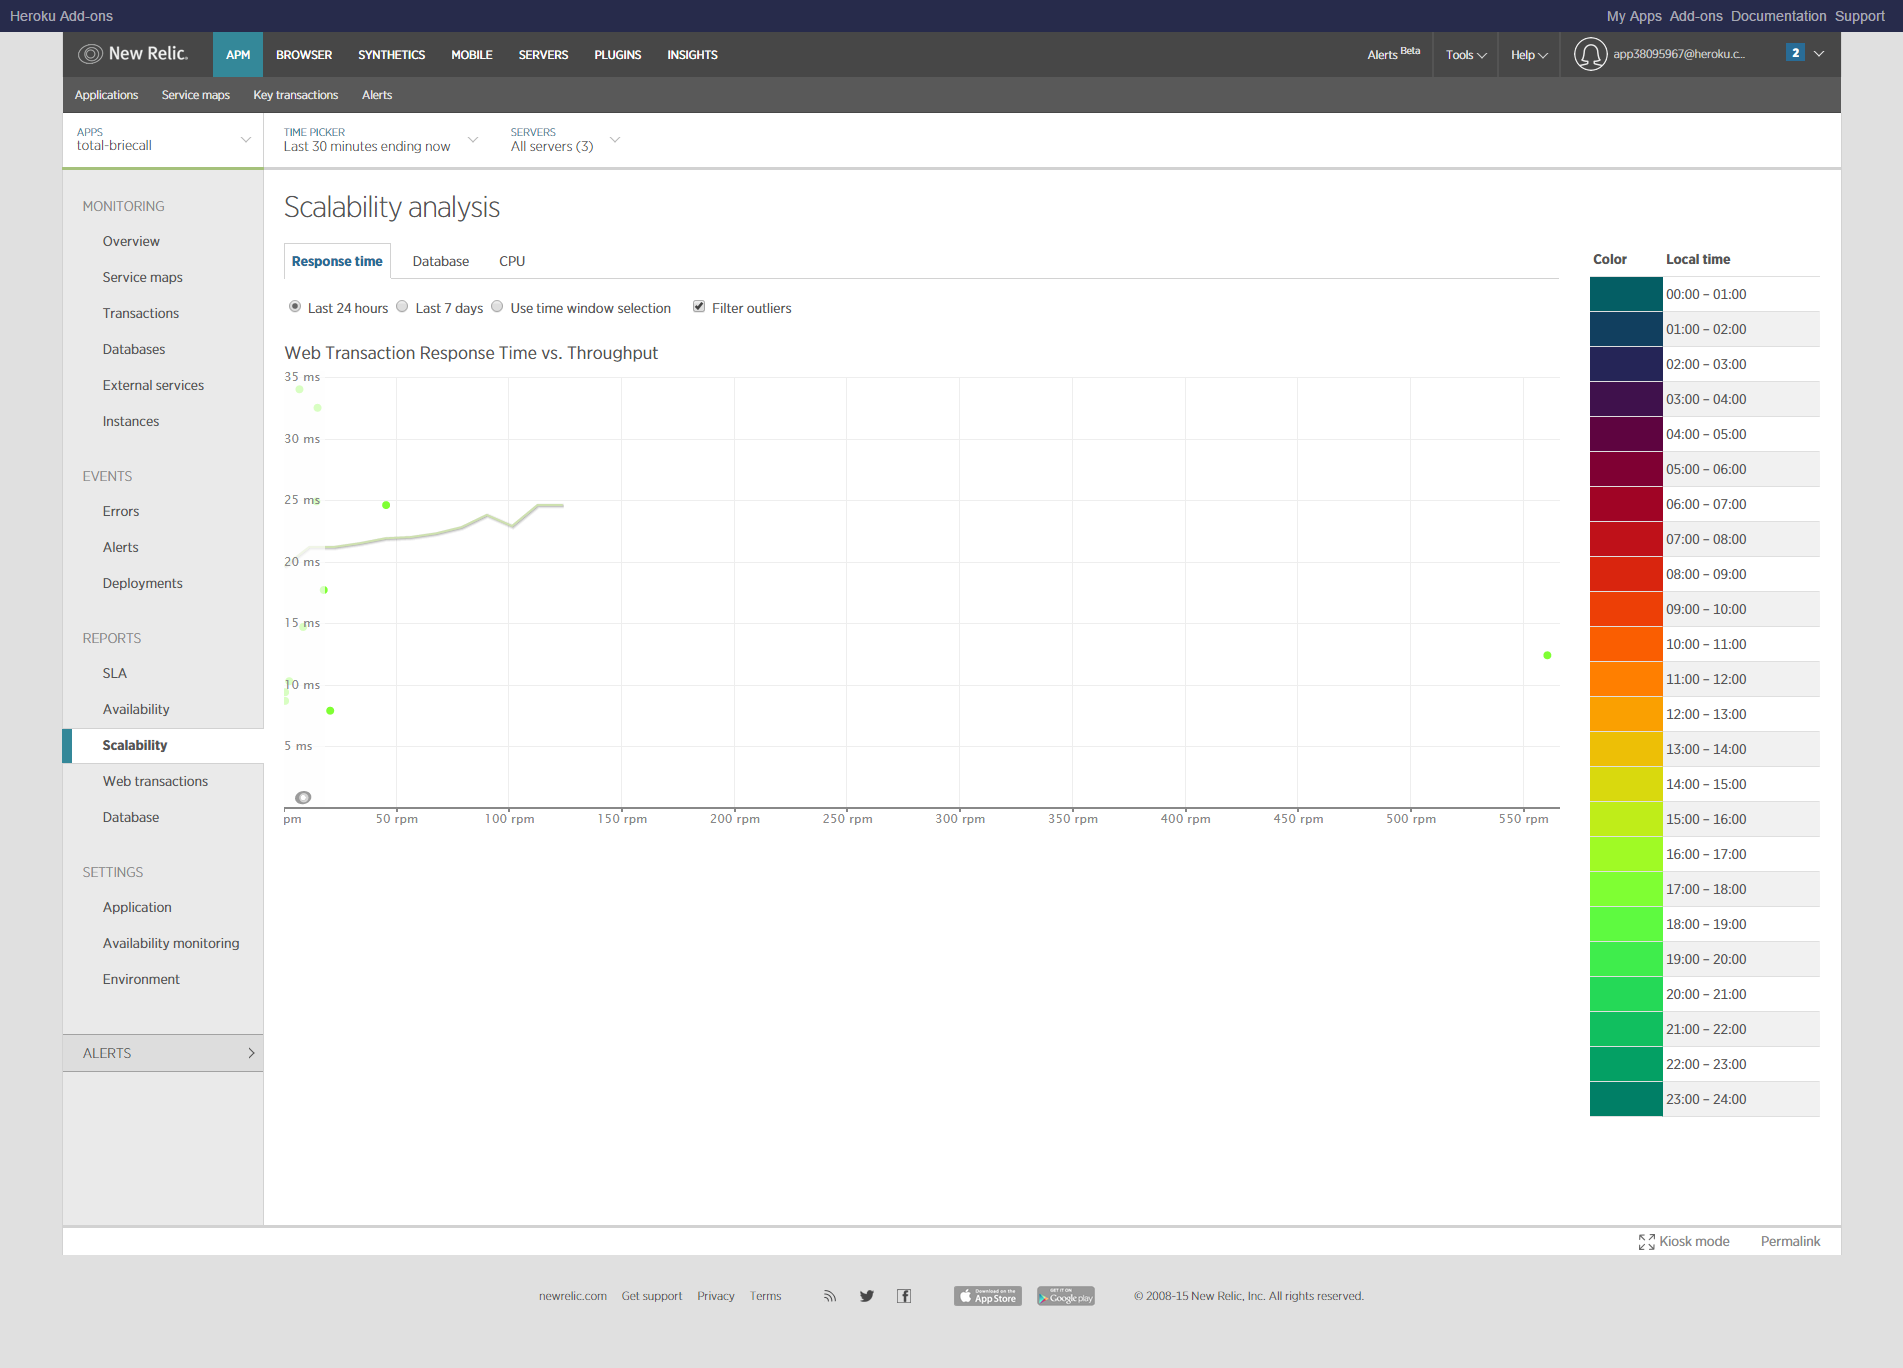 Heroku Add-ons
My Apps Add-ons Documentation Support
New Relic. APM BROWSER SYNTHETICS MOBILE SERVERS PLUGINS INSIGHTS
Alerts Beta Tools Help app38095967@heroku.c... 2
Applications Service maps Key transactions Alerts
APPS
total-briecall
TIME PICKER
Last 30 minutes ending now
SERVERS
All servers (3)
MONITORING
Overview
Service maps
Transactions
Databases
External services
Instances
EVENTS
Errors
Alerts
Deployments
REPORTS
SLA
Availability
Scalability
Web transactions
Database
SETTINGS
Application
Availability monitoring
Environment
ALERTS
Scalability analysis
Response time Database CPU
Last 24 hours Last 7 days Use time window selection Filter outliers
Web Transaction Response Time vs. Throughput
35 ms
30 ms
25 ms
20 ms
15 ms
10 ms
5 ms
pm 50 rpm 100 rpm 150 rpm 200 rpm 250 rpm 300 rpm 350 rpm 400 rpm 450 rpm 500 rpm 550 rpm
Color Local time
00:00 – 01:00
01:00 – 02:00
02:00 – 03:00
03:00 – 04:00
04:00 – 05:00
05:00 – 06:00
06:00 – 07:00
07:00 – 08:00
08:00 – 09:00
09:00 – 10:00
10:00 – 11:00
11:00 – 12:00
12:00 – 13:00
13:00 – 14:00
14:00 – 15:00
15:00 – 16:00
16:00 – 17:00
17:00 – 18:00
18:00 – 19:00
19:00 – 20:00
20:00 – 21:00
21:00 – 22:00
22:00 – 23:00
23:00 – 24:00
Kiosk mode Permalink
newrelic.com Get support Privacy Terms
Download on the
App Store
GET IT ON
Google play
© 2008-15 New Relic, Inc. All rights reserved.